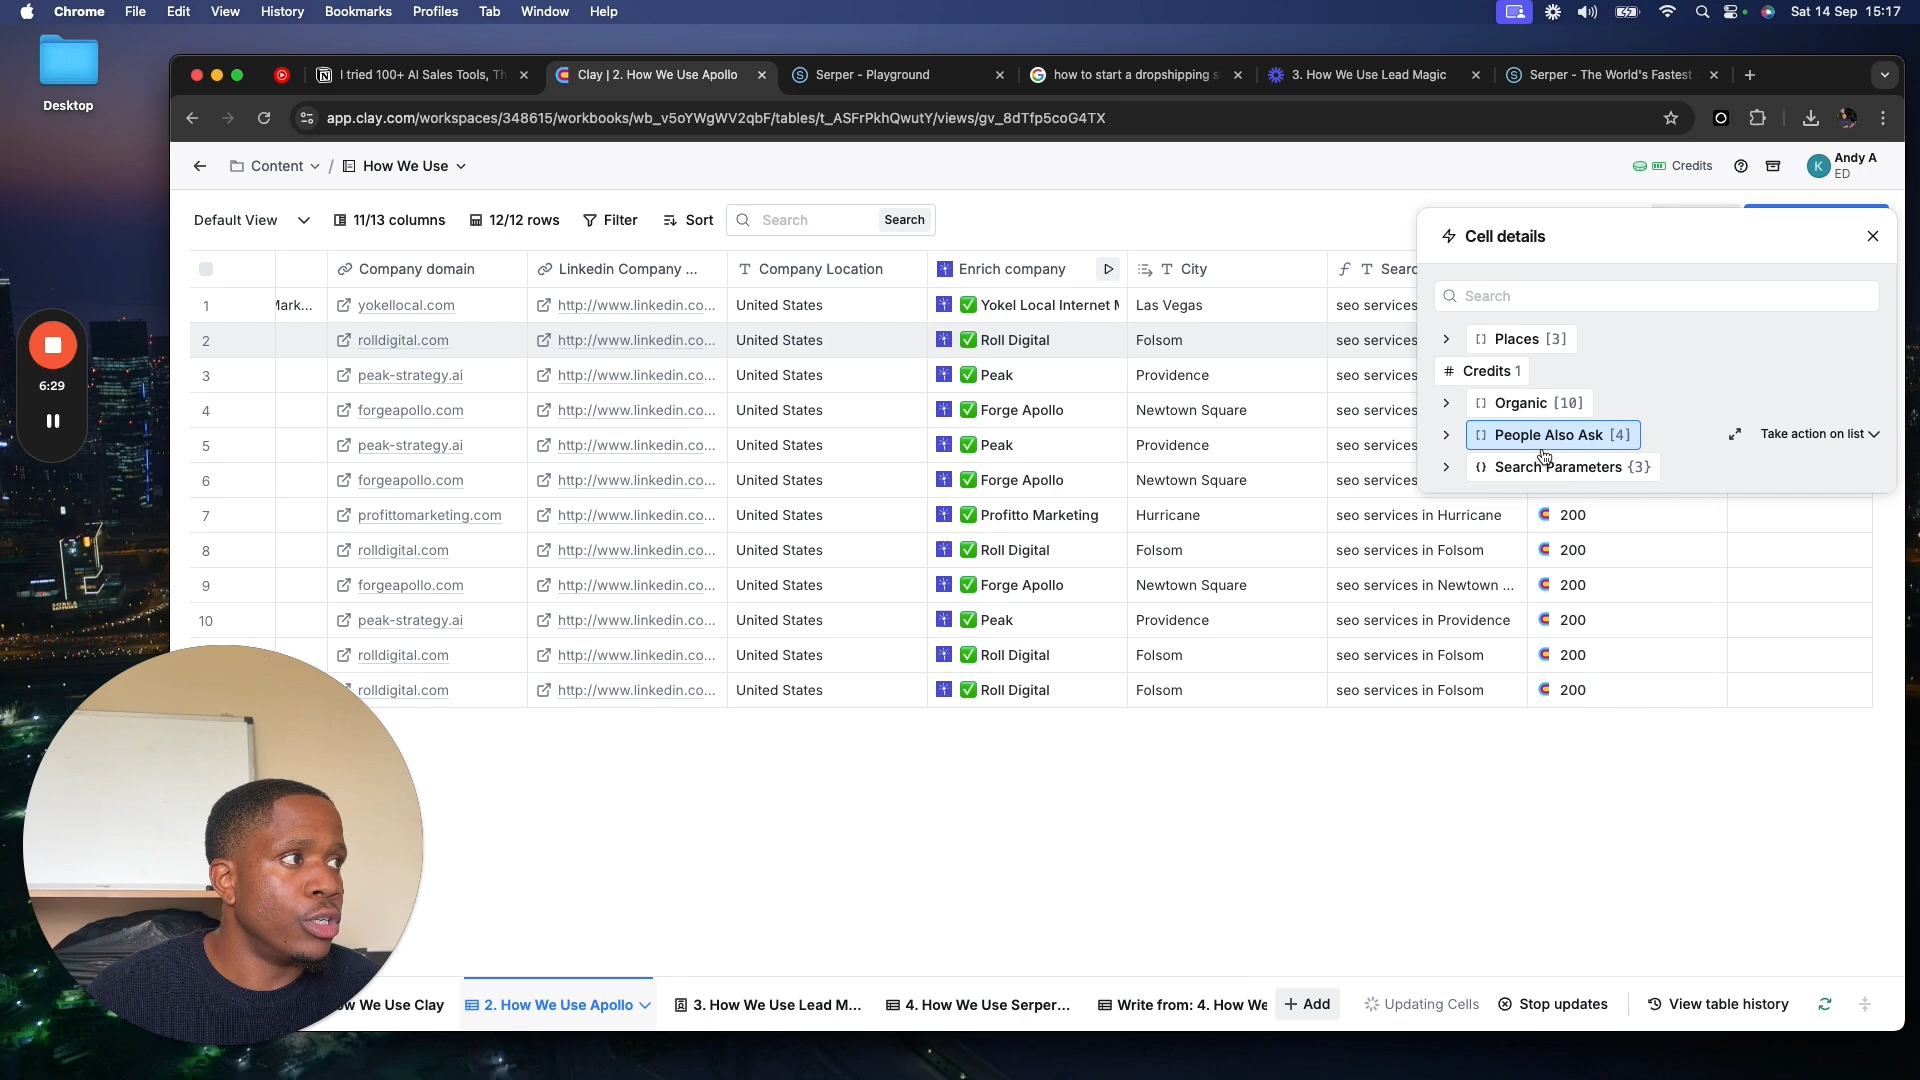 Chrome File Edit View History Bookmarks Profiles Tab Window Help Sat 14 Sep 15:17
Desktop
I tried 100+ AI Sales Tools, Th
Clay | 2. How We Use Apollo
Serper - Playground
how to start a dropshipping s
3. How We Use Lead Magic
Serper - The World's Fastest
app.clay.com/workspaces/348615/workbooks/wb_v5oYWgWV2qbF/tables/t_ASFrPkhQwutY/views/gv_8dTfp5coG4TX
Content / How We Use
Credits
K
Andy A
ED
Default View 11/13 columns 12/12 rows Filter Sort Search Search
Cell details
Search
Places [3]
# Credits 1
Organic [10]
People Also Ask [4] Take action on list
Search Parameters {3}
Company domain Linkedin Company ... Company Location Enrich company City Searc
1 Mark... yokellocal.com http://www.linkedin.co... United States Yokel Local Internet M Las Vegas seo services
2 rolldigital.com http://www.linkedin.co... United States Roll Digital Folsom seo services
3 peak-strategy.ai http://www.linkedin.co... United States Peak Providence seo services
4 forgeapollo.com http://www.linkedin.co... United States Forge Apollo Newtown Square seo services
5 peak-strategy.ai http://www.linkedin.co... United States Peak Providence seo services
6 forgeapollo.com http://www.linkedin.co... United States Forge Apollo Newtown Square seo services
7 profittomarketing.com http://www.linkedin.co... United States Profitto Marketing Hurricane seo services in Hurricane 200
8 rolldigital.com http://www.linkedin.co... United States Roll Digital Folsom seo services in Folsom 200
9 forgeapollo.com http://www.linkedin.co... United States Forge Apollo Newtown Square seo services in Newtown ... 200
10 peak-strategy.ai http://www.linkedin.co... United States Peak Providence seo services in Providence 200
rolldigital.com http://www.linkedin.co... United States Roll Digital Folsom seo services in Folsom 200
rolldigital.com http://www.linkedin.co... United States Roll Digital Folsom seo services in Folsom 200
6:29
ow We Use Clay 2. How We Use Apollo 3. How We Use Lead M... 4. How We Use Serper... Write from: 4. How We + Add Updating Cells Stop updates View table history